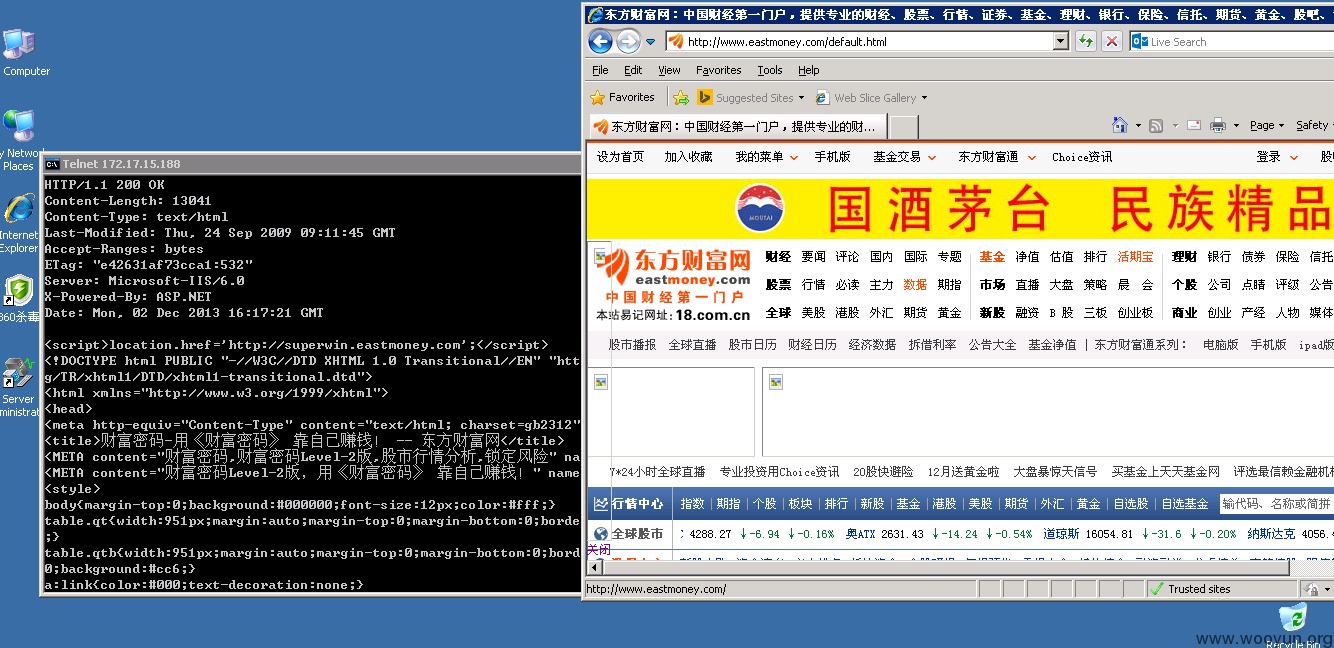 Computer
y Network
Places
Internet
Explorer
360杀毒
Server
ministrat
Telnet 172.17.15.188
HTTP/1.1 200 OK
Content-Length: 13041
Content-Type: text/html
Last-Modified: Thu, 24 Sep 2009 09:11:45 GMT
Accept-Ranges: bytes
ETag: "e42631af73cca1:532"
Server: Microsoft-IIS/6.0
X-Powered-By: ASP.NET
Date: Mon, 02 Dec 2013 16:17:21 GMT
<script>location.href='http://superwin.eastmoney.com';</script>
<!DOCTYPE html PUBLIC "-//W3C//DTD XHTML 1.0 Transitional//EN" "htt
g/TR/xhtml1/DTD/xhtml1-transitional.dtd">
<html xmlns="http://www.w3.org/1999/xhtml">
<head>
<meta http-equiv="Content-Type" content="text/html; charset=gb2312"
<title>财富密码-用《财富密码》 靠自己赚钱! -- 东方财富网</title>
<META content="财富密码,财富密码Level-2版,股市行情分析,锁定风险" na
<META content="财富密码Level-2版, 用《财富密码》 靠自己赚钱! " name
<style>
body{margin-top:0;background:#000000;font-size:12px;color:#fff;}
table.qt{width:951px;margin:auto;margin-top:0;margin-bottom:0;borde
;}
table.qtb{width:951px;margin:auto;margin-top:0;margin-bottom:0;bord
0;background:#cc6;}
a:link{color:#000;text-decoration:none;}
东方财富网：中国财经第一门户，提供专业的财经、股票、行情、证券、基金、理财、银行、保险、信托、期货、黄金、股吧、
http://www.eastmoney.com/default.html
Live Search
File Edit View Favorites Tools Help
Favorites Suggested Sites Web Slice Gallery
东方财富网：中国财经第一门户，提供专业的财...
Page Safety
设为首页 加入收藏 我的菜单 手机版 基金交易 东方财富通 Choice资讯 登录 股
MOUTAI 国酒茅台 民族精品
东方财富网
eastmoney.com
中国财经第一门户
本站易记网址:18.com.cn
财经 要闻 评论 国内 国际 专题 基金 净值 估值 排行 活期宝 理财 银行 债券 保险 信托
股票 行情 必读 主力 数据 期指 市场 直播 大盘 策略 晨 会 个股 公司 点睛 评级 公告
全球 美股 港股 外汇 期货 黄金 新股 融资 B 股 三板 创业板 商业 创业 产经 人物 媒体
股市播报 全球直播 股市日历 财经日历 经济数据 拆借利率 公告大全 基金净值 | 东方财富通系列： 电脑版 手机版 ipad版
7*24小时全球直播 专业投资用Choice资讯 20股快避险 12月送黄金啦 大盘暴惊天信号 买基金上天天基金网 评选最信赖金融机构
行情中心 指数 期指 个股 板块 排行 新股 基金 港股 美股 期货 外汇 黄金 自选股 自选基金 输代码、名称或简拼
全球股市 4288.27 ↓-6.94 ↓-0.16% 奥ATX 2631.43 ↓-14.24 ↓-0.54% 道琼斯 16054.81 ↓-31.6 ↓-0.20% 纳斯达克 4056.
关闭
http://www.eastmoney.com/
Trusted sites
www.wooyun.org
Recycle Bin